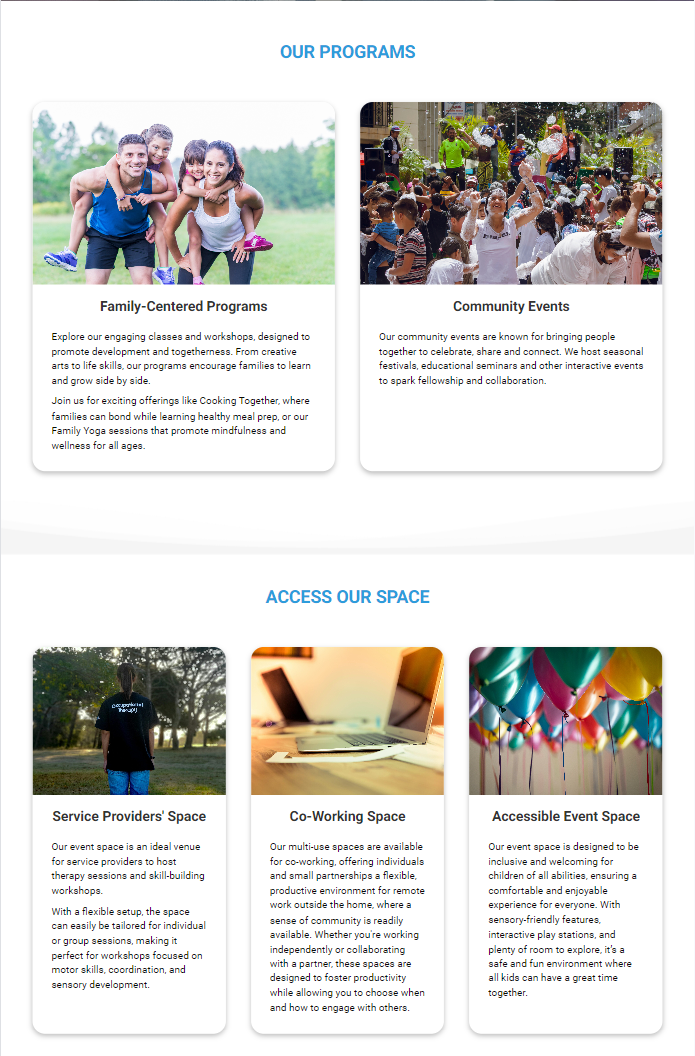 OUR PROGRAMS
Family-Centered Programs
Explore our engaging classes and workshops, designed to
promote development and togetherness. From creative
arts to life skills, our programs encourage families to learn
and grow side by side.
Join us for exciting offerings like Cooking Together, where
families can bond while learning healthy meal prep, or our
Family Yoga sessions that promote mindfulness and
wellness for all ages.
Community Events
Our community events are known for bringing people
together to celebrate, share and connect. We host seasonal
festivals, educational seminars and other interactive events
to spark fellowship and collaboration.
ACCESS OUR SPACE
Occupational
Therapy
Service Providers' Space
Our event space is an ideal venue
for service providers to host
therapy sessions and skill-building
workshops.
With a flexible setup, the space
can easily be tailored for individual
or group sessions, making it
perfect for workshops focused on
motor skills, coordination, and
sensory development.
Co-Working Space
Our multi-use spaces are available
for co-working, offering individuals
and small partnerships a flexible,
productive environment for remote
work outside the home, where a
sense of community is readily
available. Whether you're working
independently or collaborating
with a partner, these spaces are
designed to foster productivity
while allowing you to choose when
and how to engage with others.
Accessible Event Space
Our event space is designed to be
inclusive and welcoming for
children of all abilities, ensuring a
comfortable and enjoyable
experience for everyone. With
sensory-friendly features,
interactive play stations, and
plenty of room to explore, it's a
safe and fun environment where
all kids can have a great time
together.